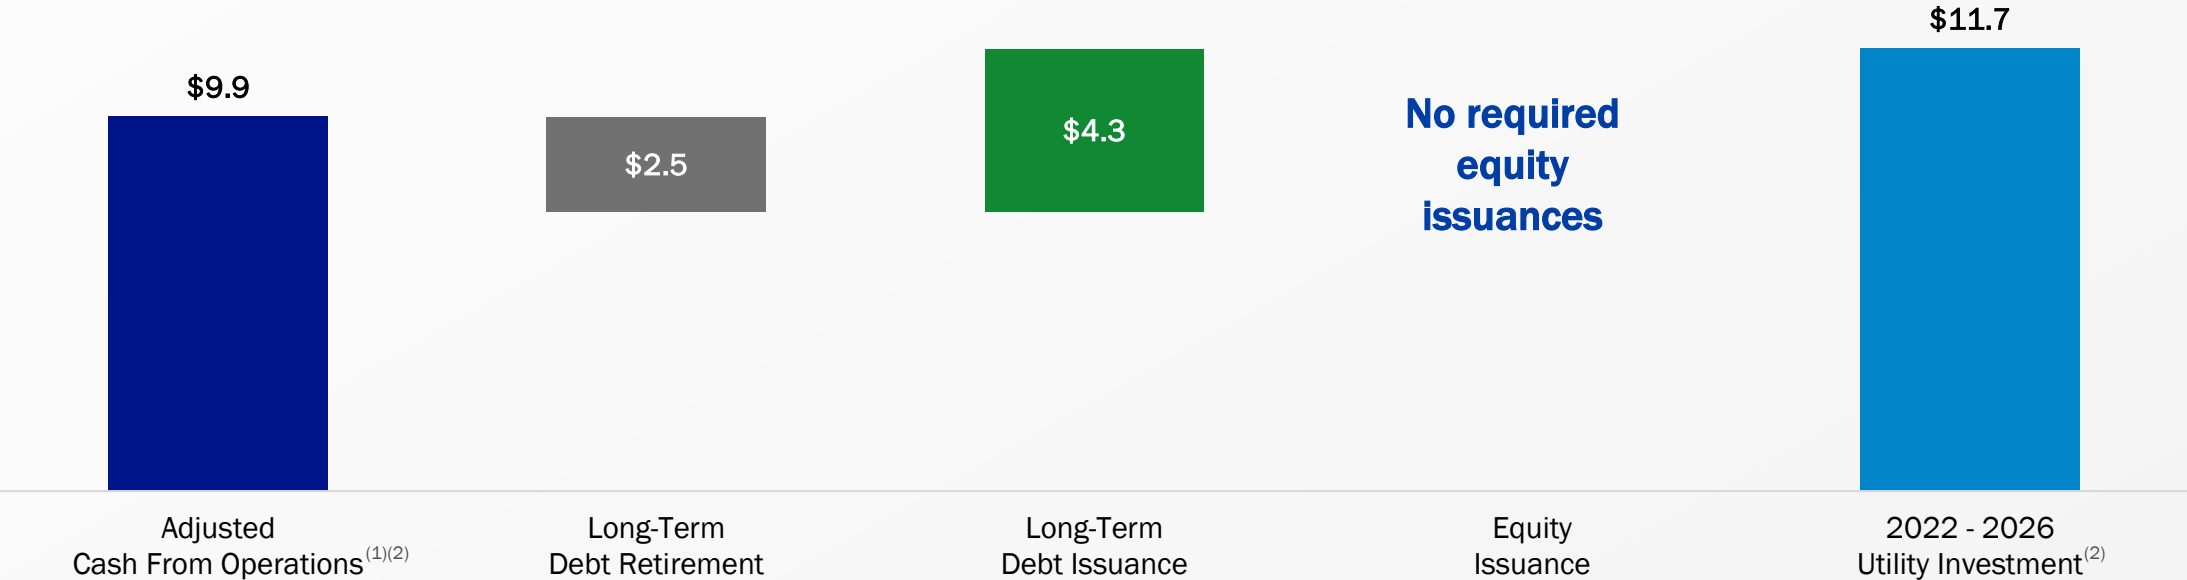 $9.9
$2.5
$4.3
No required
equity
issuances
$11.7
Adjusted
Cash From Operations(1)(2)
Long-Term
Debt Retirement
Long-Term
Debt Issuance
Equity
Issuance
2022 - 2026
Utility Investment(2)